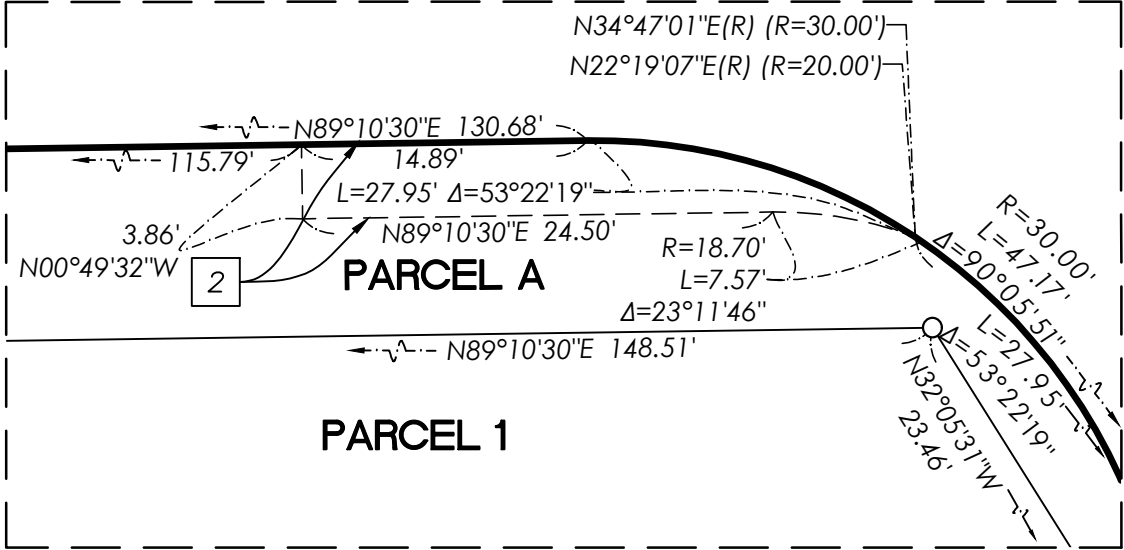 N34°47'01"E(R) (R=30.00')
N22°19'07"E(R) (R=20.00')
N89°10'30"E 130.68'
115.79'
14.89'
L=27.95' Δ=53°22'19"
3.86'
N00°49'32"W
N89°10'30"E 24.50'
2
PARCEL A
R=18.70'
L=7.57'
Δ=23°11'46"
R=30.00'
L=47.17'
Δ=90°05'51"
L=27.95'
Δ=53°22'19"
N89°10'30"E 148.51'
N32°05'31"W
23.46'
PARCEL 1